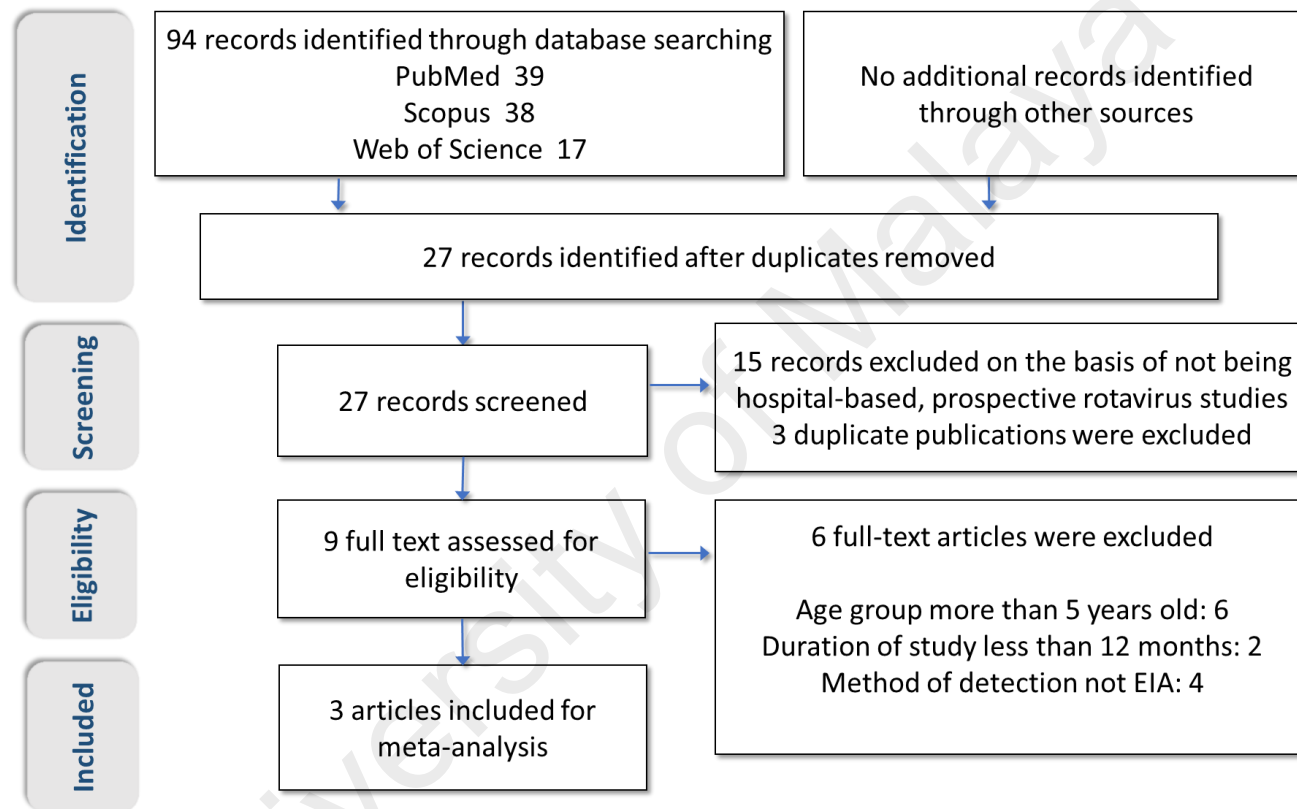 Identification
94 records identified through database searching
PubMed 39
Scopus 38
Web of Science 17
No additional records identified
through other sources
27 records identified after duplicates removed
Screening
27 records screened
15 records excluded on the basis of not being
hospital-based, prospective rotavirus studies
3 duplicate publications were excluded
Eligibility
9 full text assessed for
eligibility
6 full-text articles were excluded
Age group more than 5 years old: 6
Duration of study less than 12 months: 2
Method of detection not EIA: 4
Included
3 articles included for
meta-analysis
versity of Malaya